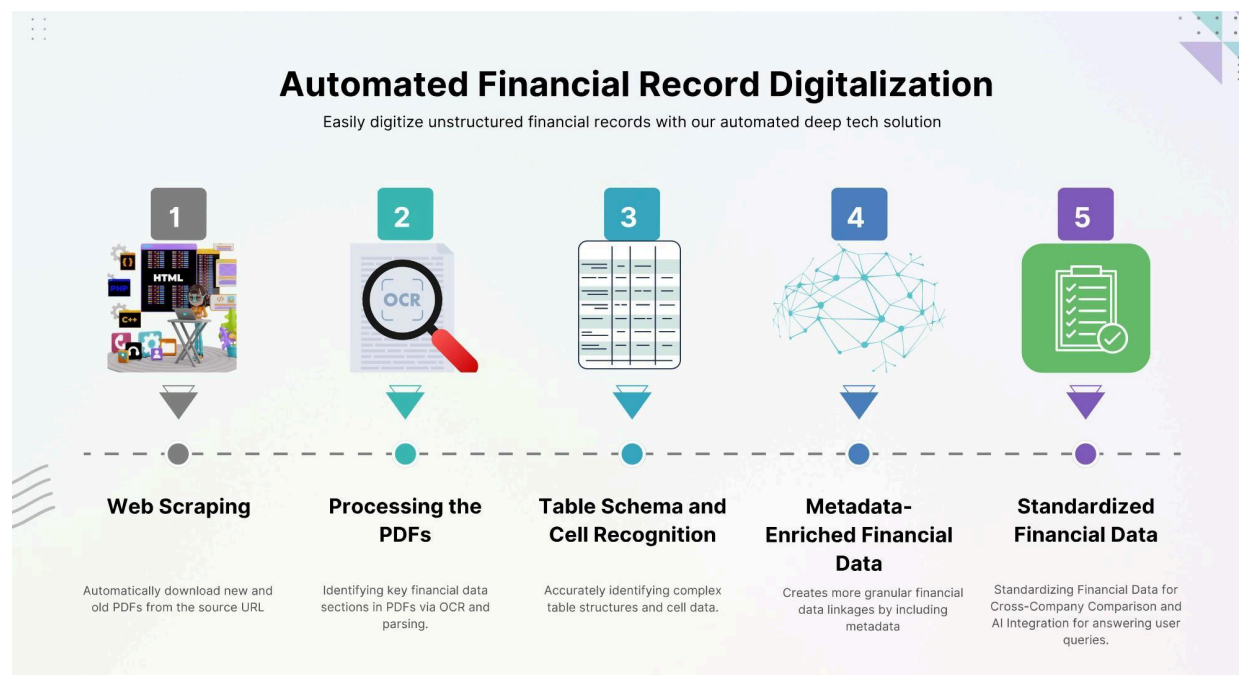 Automated Financial Record Digitalization
Easily digitize unstructured financial records with our automated deep tech solution
1
2
3
4
5
HTML
PHP
C++
OCR
Web Scraping
Processing the
PDFs
Table Schema and
Cell Recognition
Metadata-
Enriched Financial
Data
Standardized
Financial Data
Automatically download new and
old PDFs from the source URL
Identifying key financial data
sections in PDFs via OCR and
parsing.
Accurately identifying complex
table structures and cell data.
Creates more granular financial
data linkages by including
metadata
Standardizing Financial Data for
Cross-Company Comparison and
AI Integration for answering user
queries.